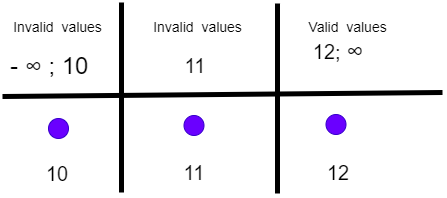 Invalid values
Invalid values
Valid values
- ∞ ; 10
11
12; ∞
10
11
12